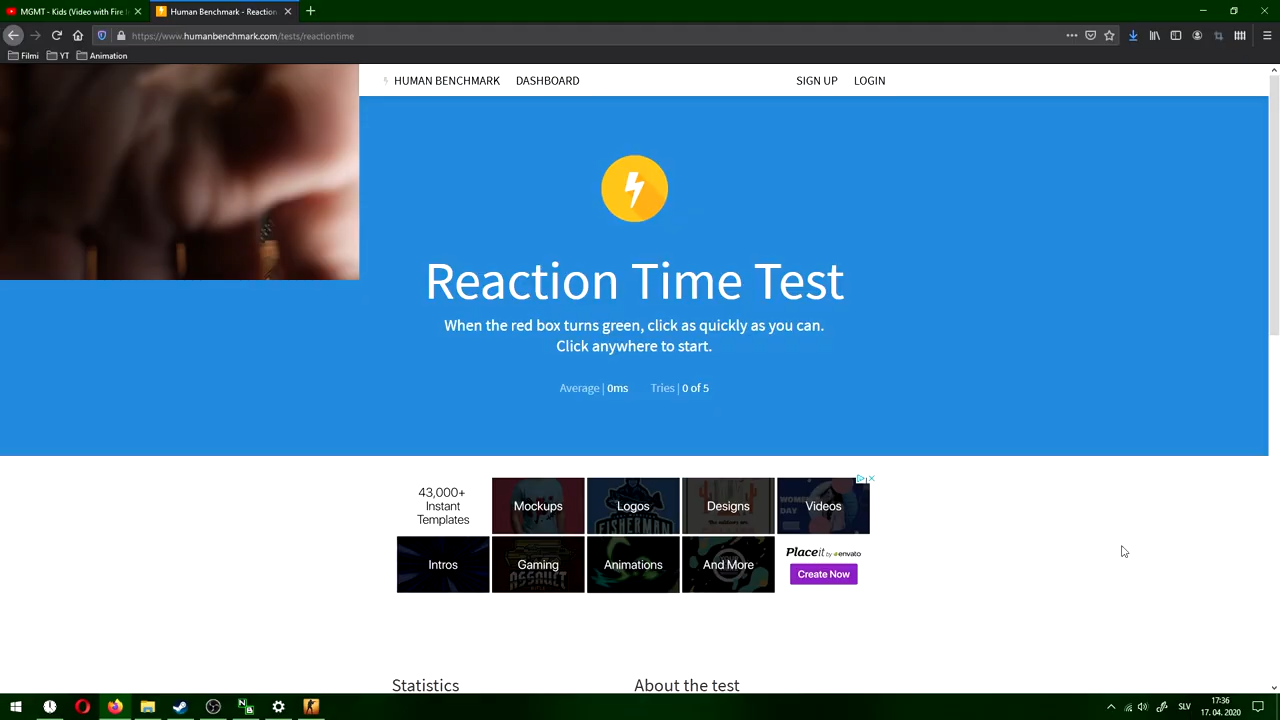 MGMT - Kids (Video with Fire I
Human Benchmark - Reaction
https://www.humanbenchmark.com/tests/reactiontime
Filmi
YT
Animation
HUMAN BENCHMARK
DASHBOARD
SIGN UP
LOGIN
Reaction Time Test
When the red box turns green, click as quickly as you can.
Click anywhere to start.
Average | 0ms
Tries | 0 of 5
43,000+
Instant
Templates
Mockups
Logos
FISHERMAN
Designs
Videos
Intros
Gaming
ASSAULT
Animations
And More
Placeit by envato
Create Now
Statistics
About the test
SLV
17:36
17. 04. 2020